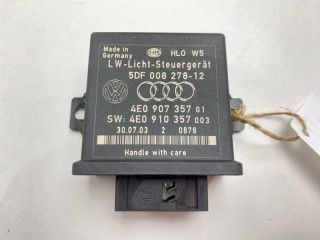 Made in
Germany
HELLA
HLO W5
LW-Licht-Steuergerät
5DF 008 278-12
4E0 907 357 01
SW: 4E0 910 357 003
30.07.03 2 0878
Handle with care